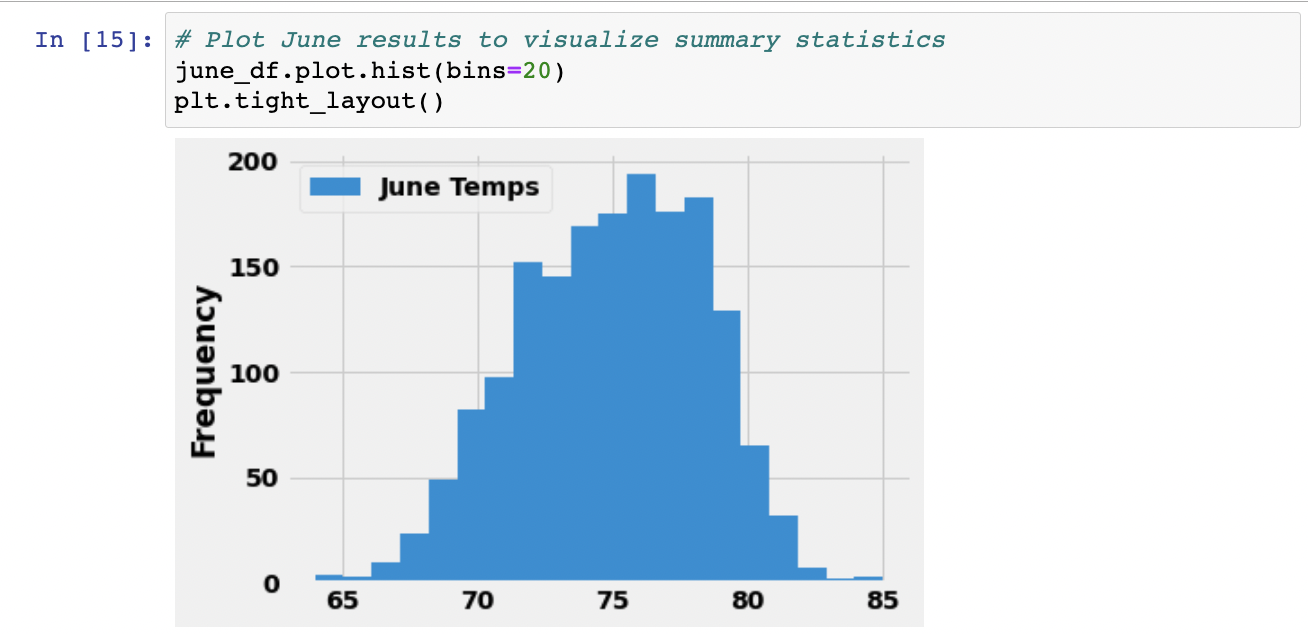 In [15]:
# Plot June results to visualize summary statistics
june_df.plot.hist(bins=20)
plt.tight_layout()
200
June Temps
150
100
50
0
Frequency
65 70 75 80 85